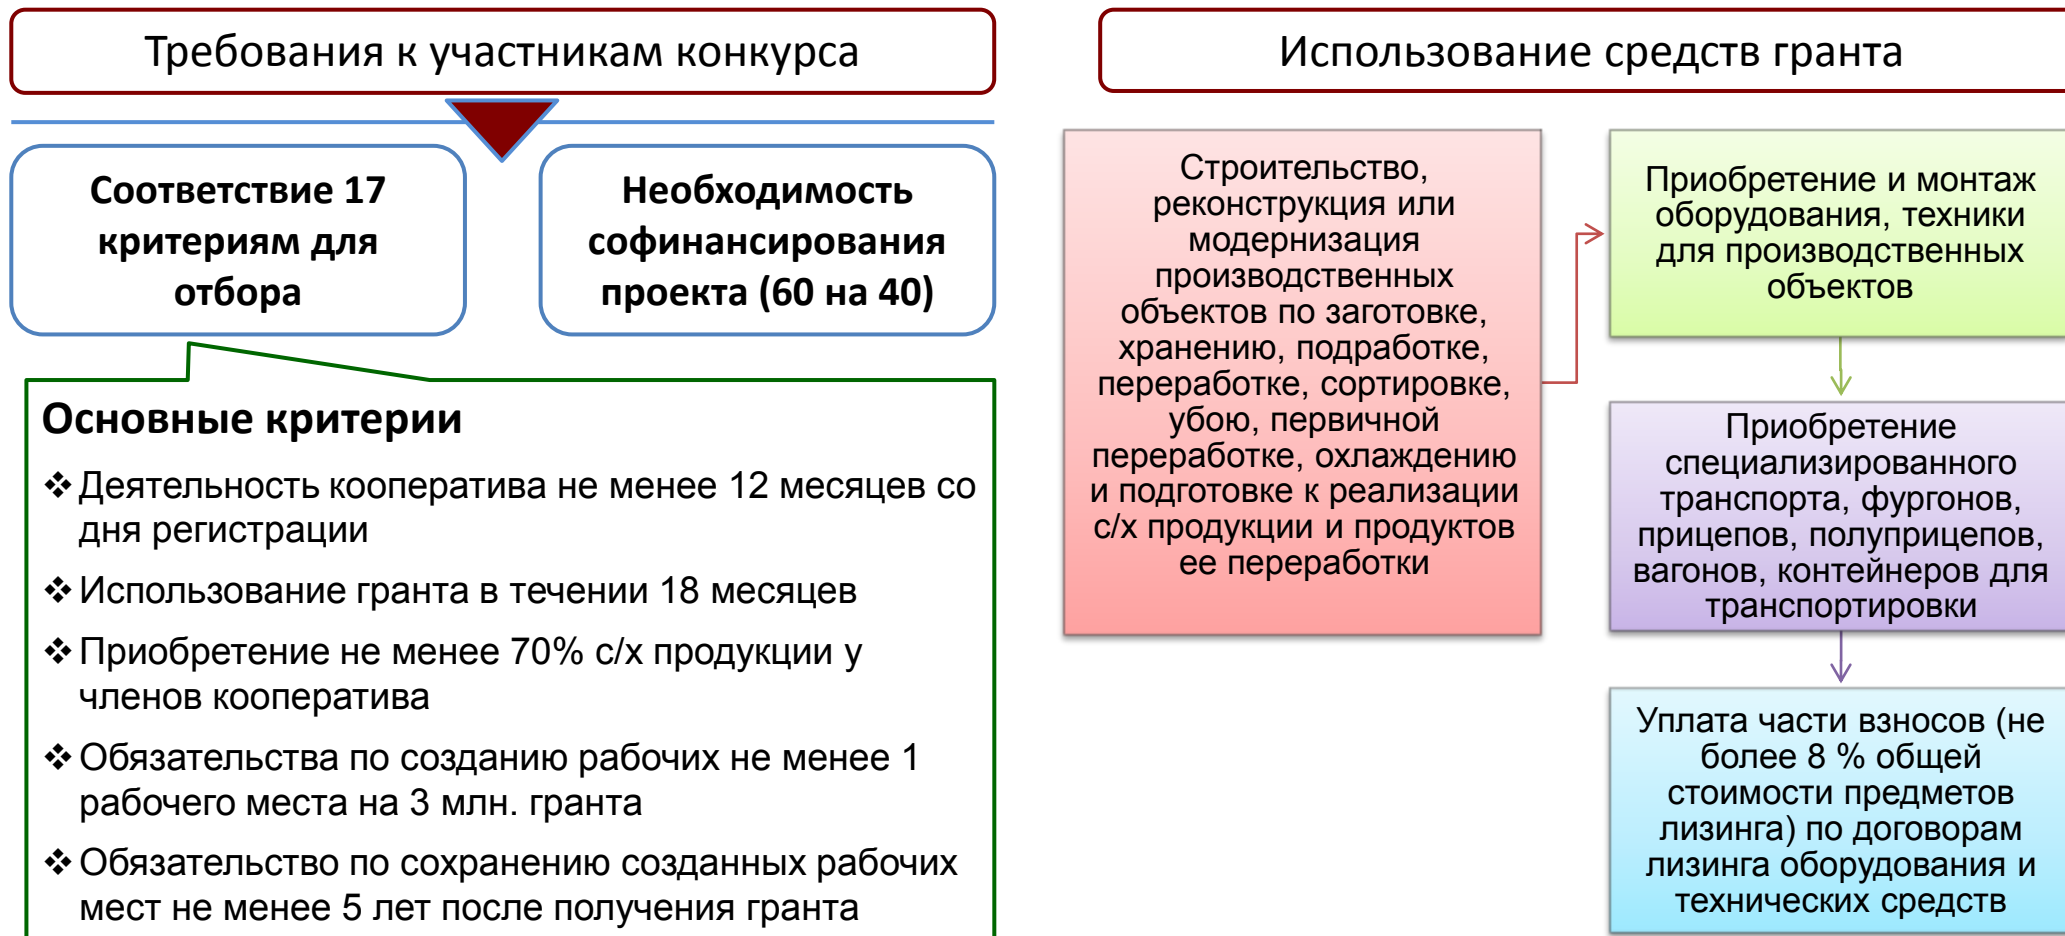 Требования к участникам конкурса
Соответствие 17
критериям для
отбора
Необходимость
софинансирования
проекта (60 на 40)
Основные критерии
❖ Деятельность кооператива не менее 12 месяцев со
дня регистрации
❖ Использование гранта в течении 18 месяцев
❖ Приобретение не менее 70% с/х продукции у
членов кооператива
❖ Обязательства по созданию рабочих не менее 1
рабочего места на 3 млн. гранта
❖ Обязательство по сохранению созданных рабочих
мест не менее 5 лет после получения гранта
Использование средств гранта
Строительство,
реконструкция или
модернизация
производственных
объектов по заготовке,
хранению, подработке,
переработке, сортировке,
убою, первичной
переработке, охлаждению
и подготовке к реализации
с/х продукции и продуктов
ее переработки
Приобретение и монтаж
оборудования, техники
для производственных
объектов
Приобретение
специализированного
транспорта, фургонов,
прицепов, полуприцепов,
вагонов, контейнеров для
транспортировки
Уплата части взносов (не
более 8 % общей
стоимости предметов
лизинга) по договорам
лизинга оборудования и
технических средств